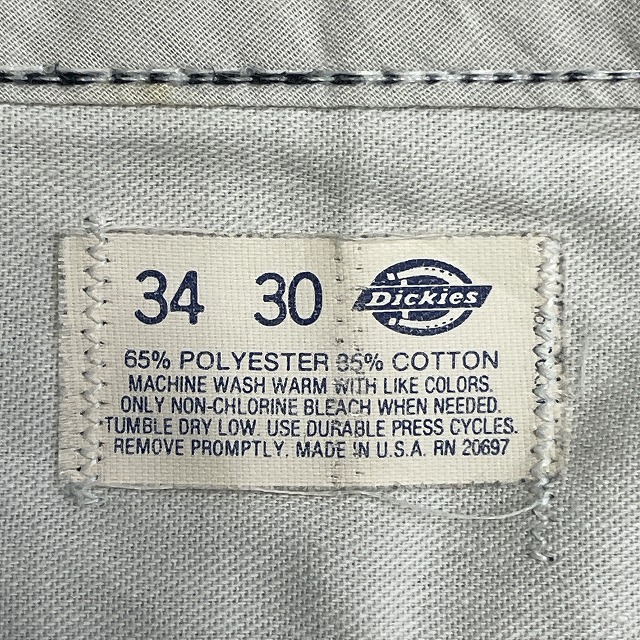 34 30
Dickies
65% POLYESTER 35% COTTON
MACHINE WASH WARM WITH LIKE COLORS.
ONLY NON-CHLORINE BLEACH WHEN NEEDED.
TUMBLE DRY LOW. USE DURABLE PRESS CYCLES.
REMOVE PROMPTLY. MADE IN U.S.A. RN 20697